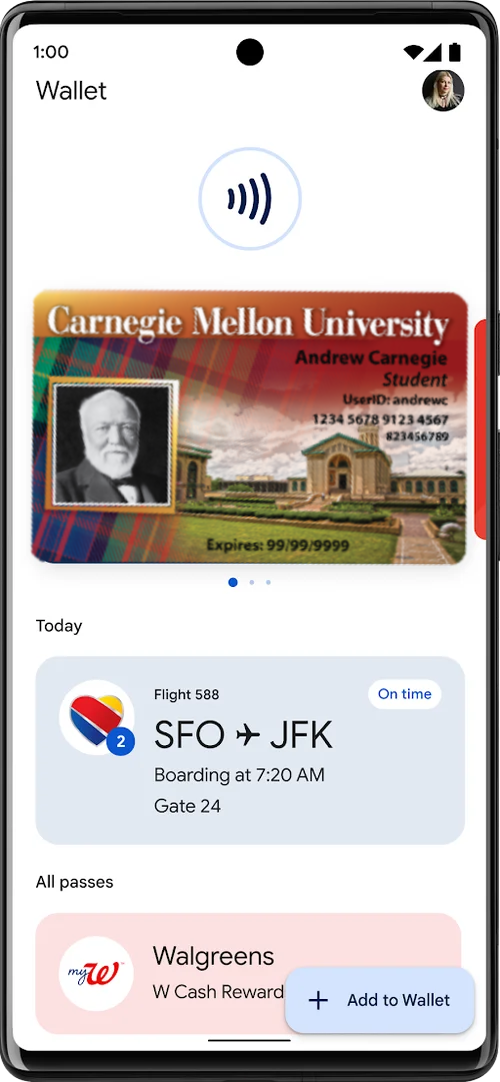 1:00
Wallet
Carnegie Mellon University
Andrew Carnegie
Student
UserID: andrewc
1234 5678 9123 4567
823456789
Expires: 99/99/9999
Today
Flight 588
On time
2
SFO JFK
Boarding at 7:20 AM
Gate 24
All passes
my W
Walgreens
W Cash Reward
Add to Wallet